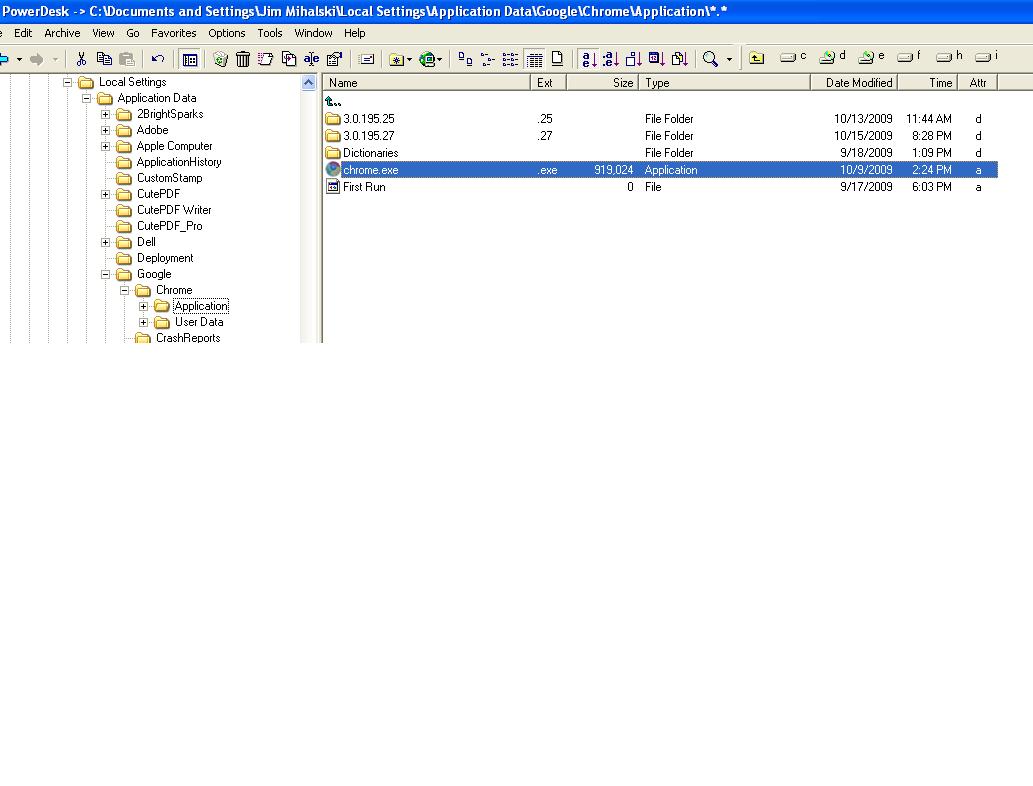 PowerDesk -> C:\Documents and Settings\Jim Mihalski\Local Settings\Application Data\Google\Chrome\Application\*.*
Edit Archive View Go Favorites Options Tools Window Help
c d e f h i
Local Settings
Application Data
2BrightSparks
Adobe
Apple Computer
ApplicationHistory
CustomStamp
CutePDF
CutePDF Writer
CutePDF_Pro
Dell
Deployment
Google
Chrome
Application
User Data
CrashReports
Name Ext Size Type Date Modified Time Attr
..
3.0.195.25 .25 File Folder 10/13/2009 11:44 AM d
3.0.195.27 .27 File Folder 10/15/2009 8:28 PM d
Dictionaries File Folder 9/18/2009 1:09 PM d
chrome.exe .exe 919,024 Application 10/9/2009 2:24 PM a
First Run 0 File 9/17/2009 6:03 PM a